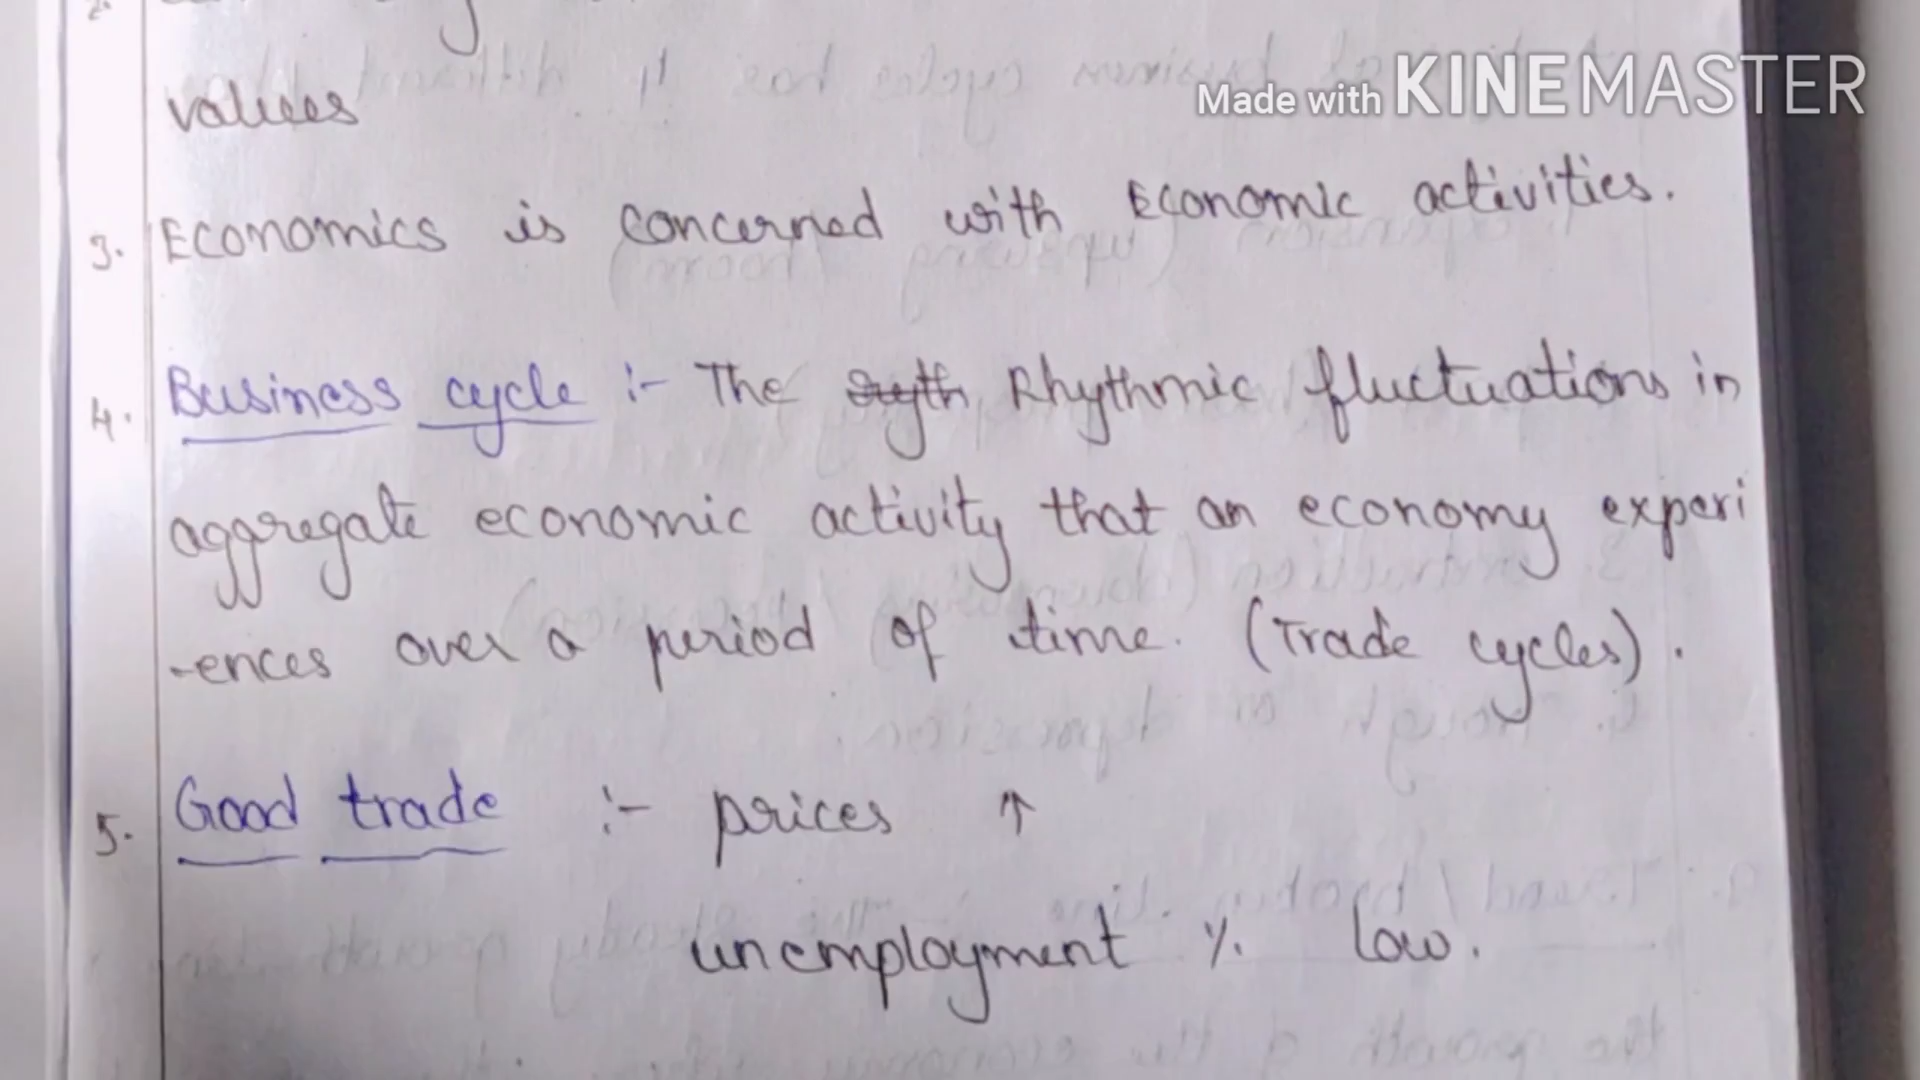 2.
values
Made with KINEMASTER
3. Economics is concerned with Economic activities.
4. Business cycle :- The Rhythmic fluctuations in
aggregate economic activity that an economy experi
-ences over a period of time. (Trade cycles).
5. Good trade :- prices ↑
unemployment %. low.